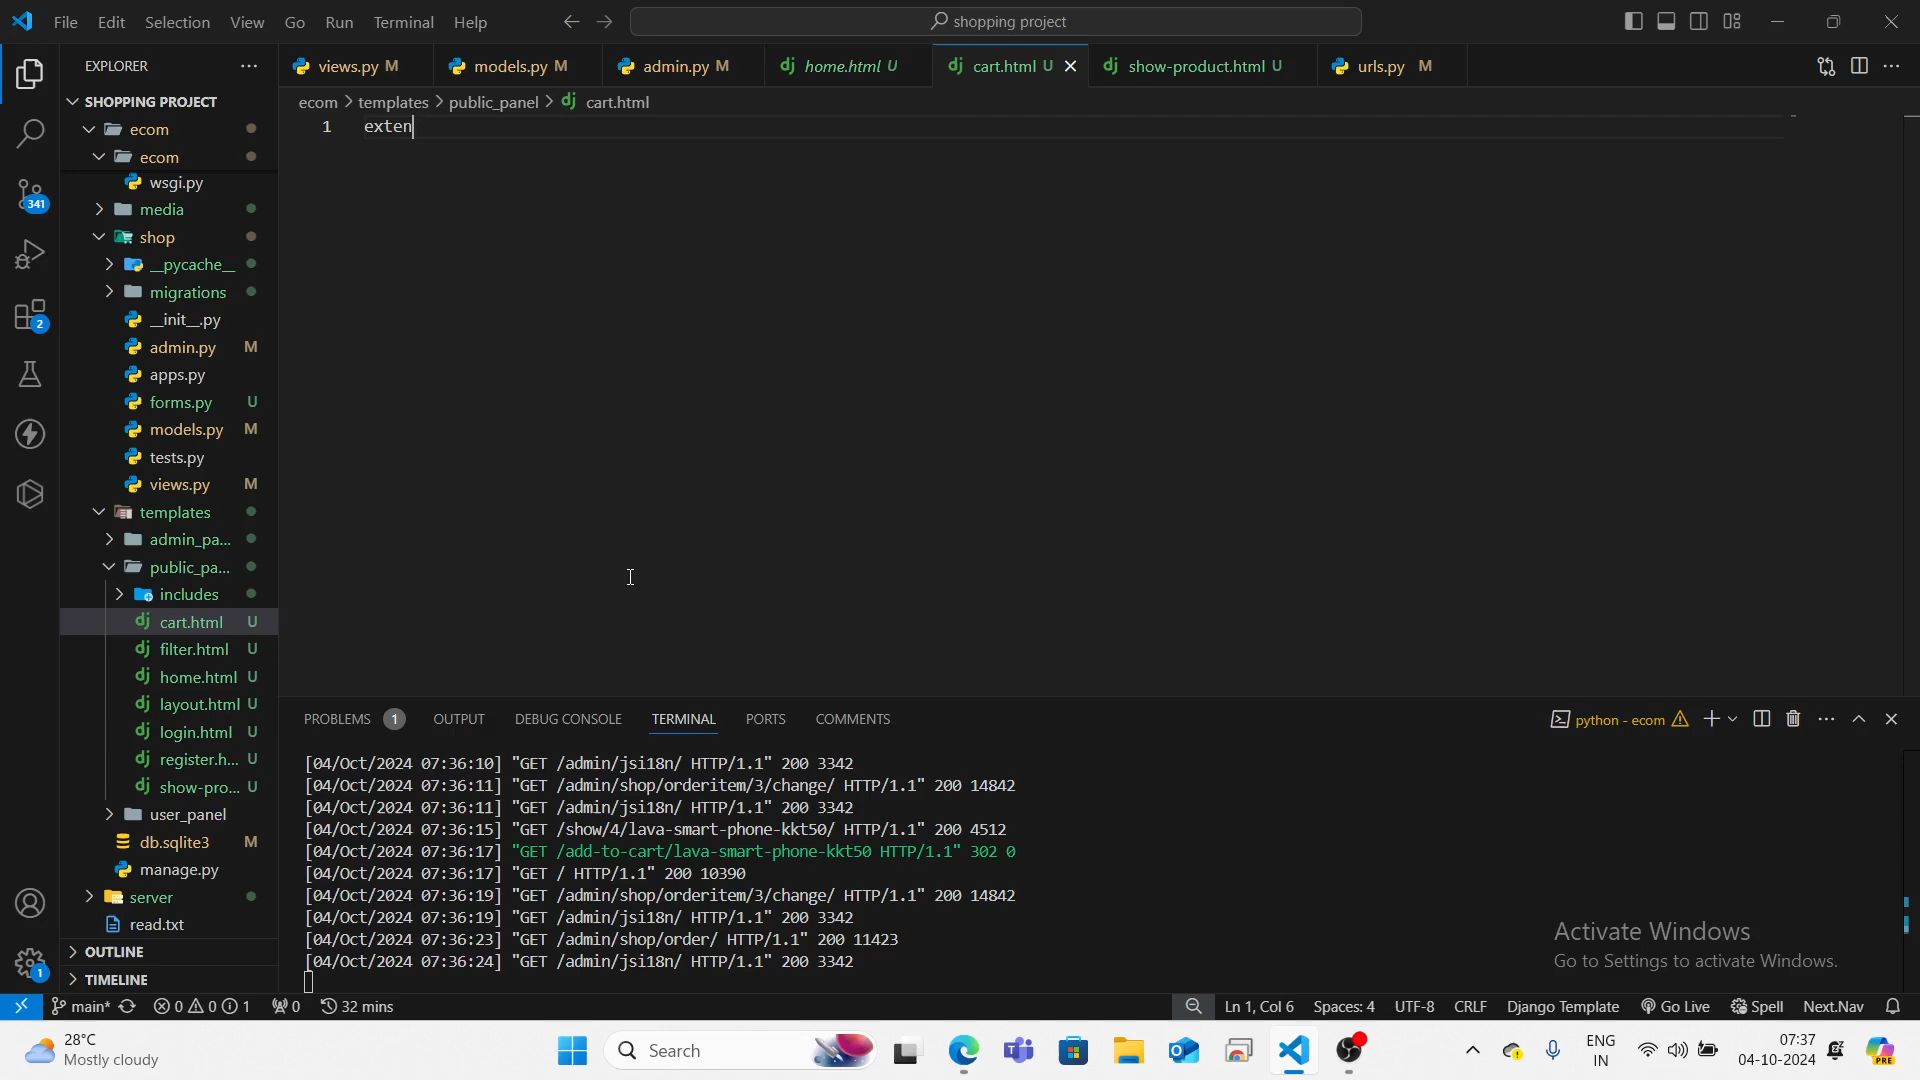 File Edit Selection View Go Run Terminal Help
shopping project
EXPLORER
views.py M
models.py M
admin.py M
home.html U
cart.html U
show-product.html U
urls.py M
SHOPPING PROJECT
ecom > templates > public_panel > cart.html
ecom
1 exten
ecom
wsgi.py
media
shop
__pycache__
migrations
__init__.py
admin.py M
apps.py
forms.py U
models.py M
tests.py
views.py M
templates
admin_pa...
public_pa...
includes
cart.html U
filter.html U
home.html U
layout.html U
login.html U
register.h... U
show-pro... U
user_panel
db.sqlite3 M
manage.py
server
read.txt
OUTLINE
TIMELINE
341
2
1
PROBLEMS 1 OUTPUT DEBUG CONSOLE TERMINAL PORTS COMMENTS
python - ecom
[04/Oct/2024 07:36:10] "GET /admin/jsi18n/ HTTP/1.1" 200 3342
[04/Oct/2024 07:36:11] "GET /admin/shop/orderitem/3/change/ HTTP/1.1" 200 14842
[04/Oct/2024 07:36:11] "GET /admin/jsi18n/ HTTP/1.1" 200 3342
[04/Oct/2024 07:36:15] "GET /show/4/lava-smart-phone-kkt50/ HTTP/1.1" 200 4512
[04/Oct/2024 07:36:17] "GET /add-to-cart/lava-smart-phone-kkt50 HTTP/1.1" 302 0
[04/Oct/2024 07:36:17] "GET / HTTP/1.1" 200 10390
[04/Oct/2024 07:36:19] "GET /admin/shop/orderitem/3/change/ HTTP/1.1" 200 14842
[04/Oct/2024 07:36:19] "GET /admin/jsi18n/ HTTP/1.1" 200 3342
[04/Oct/2024 07:36:23] "GET /admin/shop/order/ HTTP/1.1" 200 11423
[04/Oct/2024 07:36:24] "GET /admin/jsi18n/ HTTP/1.1" 200 3342
Activate Windows
Go to Settings to activate Windows.
main* 0 0 1 0 32 mins
Ln 1, Col 6 Spaces: 4 UTF-8 CRLF Django Template Go Live Spell Next.Nav
28°C
Mostly cloudy
Search
ENG
IN
07:37
04-10-2024
PRE